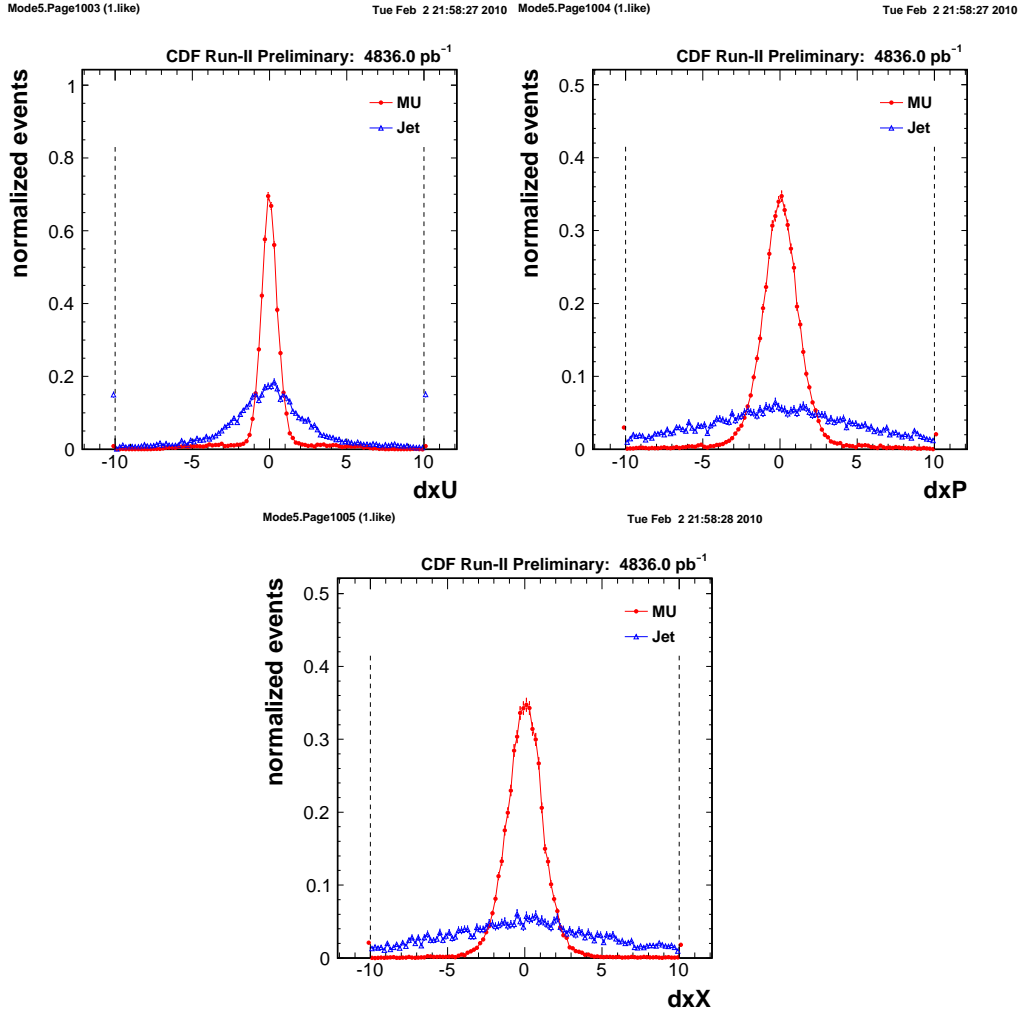 Mode5.Page1003 (1.like) Tue Feb 2 21:58:27 2010 Mode5.Page1004 (1.like) Tue Feb 2 21:58:27 2010
CDF Run-II Preliminary: 4836.0 pb⁻¹
normalized events
1
0.8
0.6
0.4
0.2
0
MU
Jet
-10 -5 0 5 10
dxU
CDF Run-II Preliminary: 4836.0 pb⁻¹
normalized events
0.5
0.4
0.3
0.2
0.1
0
MU
Jet
-10 -5 0 5 10
dxP
Mode5.Page1005 (1.like) Tue Feb 2 21:58:28 2010
CDF Run-II Preliminary: 4836.0 pb⁻¹
normalized events
0.5
0.4
0.3
0.2
0.1
0
MU
Jet
-10 -5 0 5 10
dxX